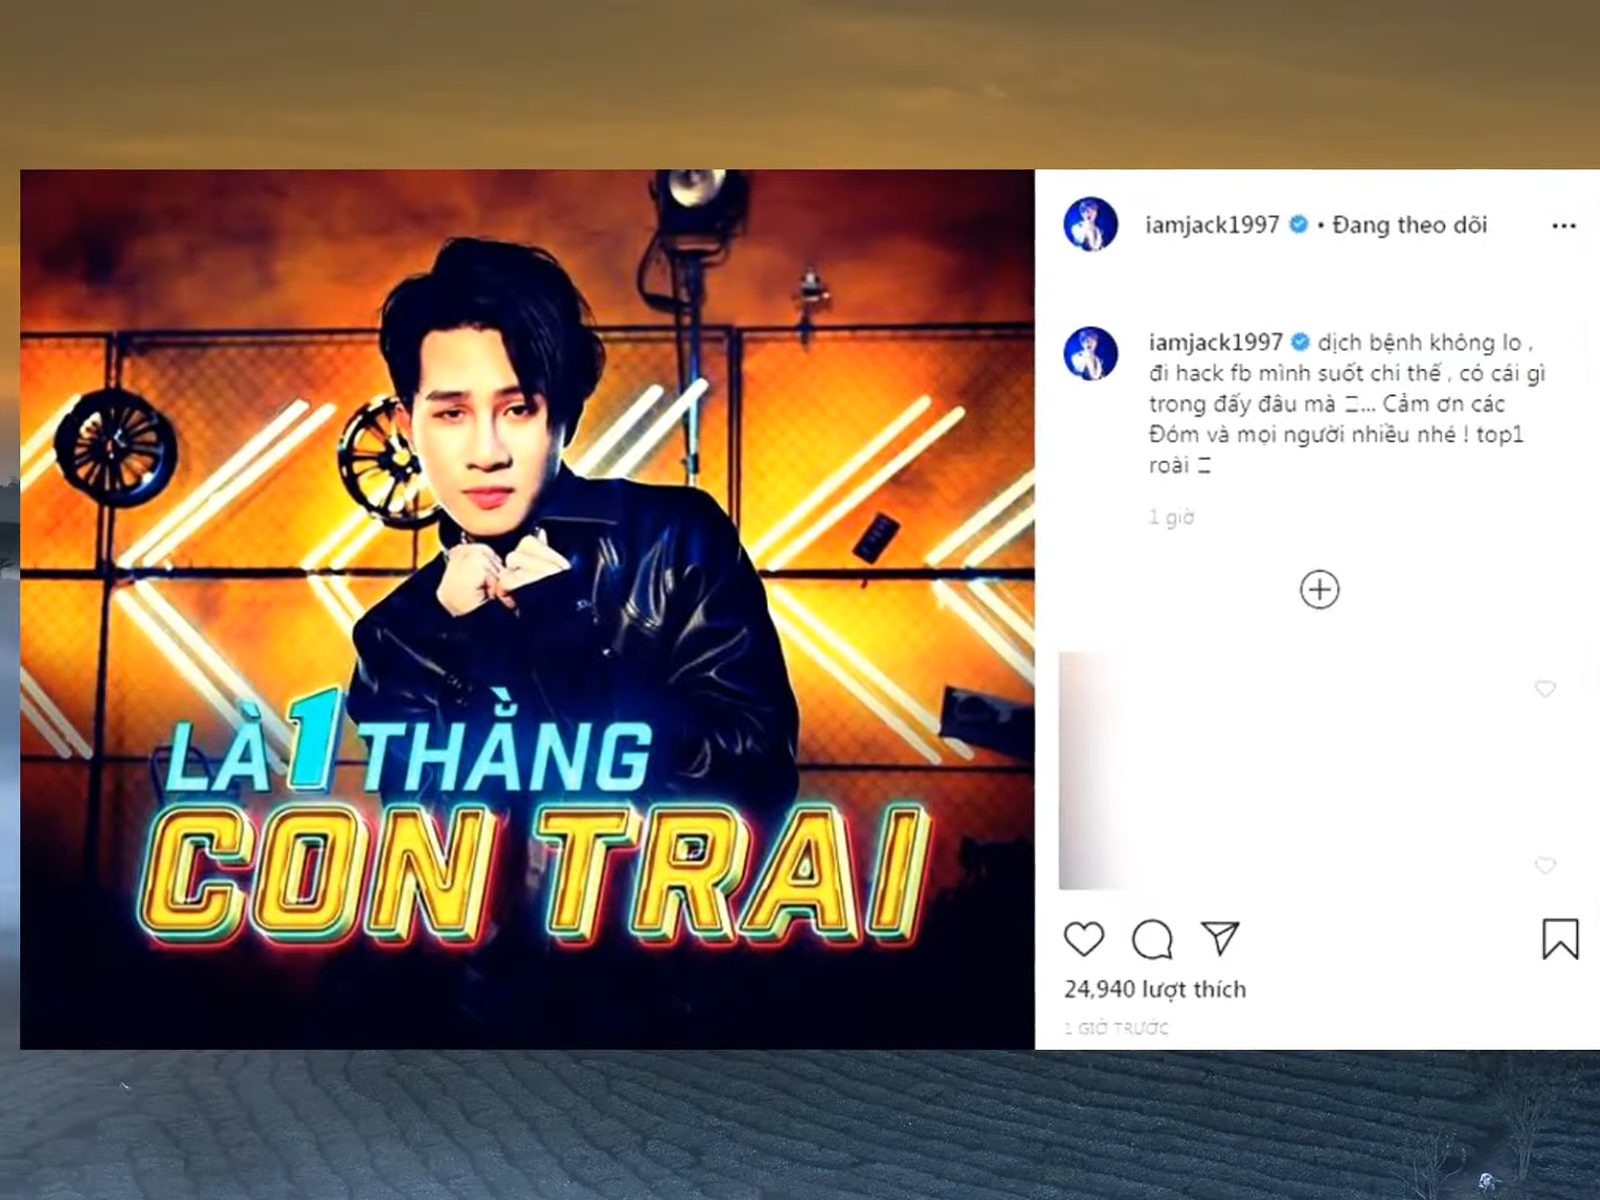 LÀ 1 THẰNG
CON TRAI
iamjack1997 • Đang theo dõi
iamjack1997 dịch bệnh không lo ,
đi hack fb mình suốt chi thế , có cái gì
trong đấy đâu mà ... Cảm ơn các
Đóm và mọi người nhiều nhé ! top1
roài
1 giờ
24,940 lượt thích
1 GIỜ TRƯỚC